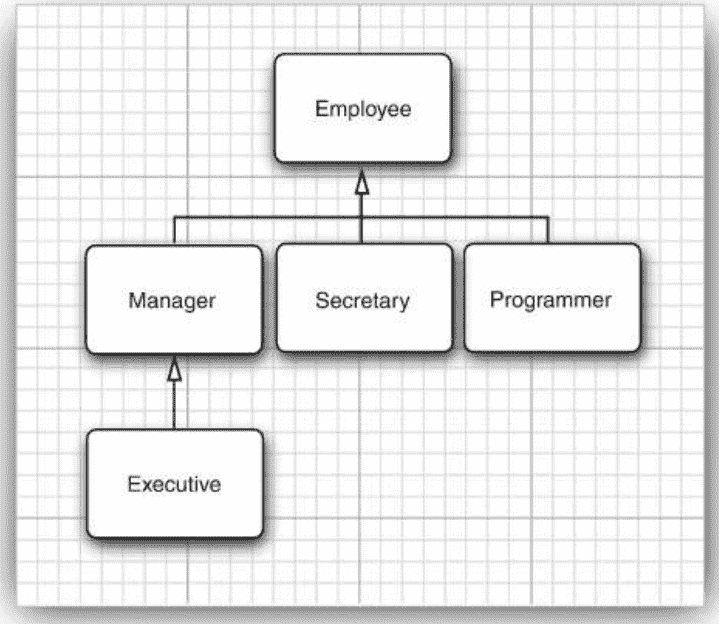 Employee
Manager
Secretary
Programmer
Executive